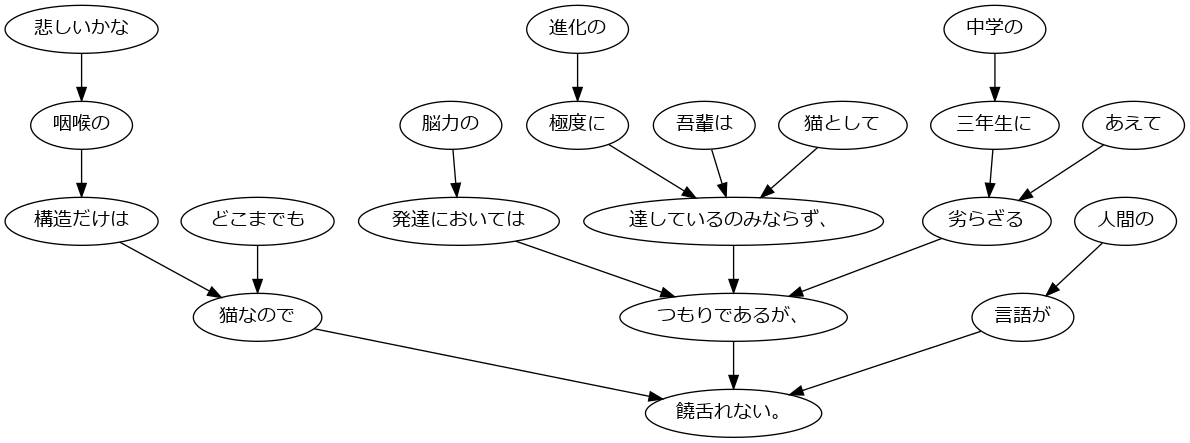 悲しいかな
進化の
中学の
咽喉の
脳力の
極度に
吾輩は
猫として
三年生に
あえて
構造だけは
どこまでも
発達においては
達しているのみならず、
劣らざる
人間の
猫なので
つもりであるが、
言語が
饒舌れない。